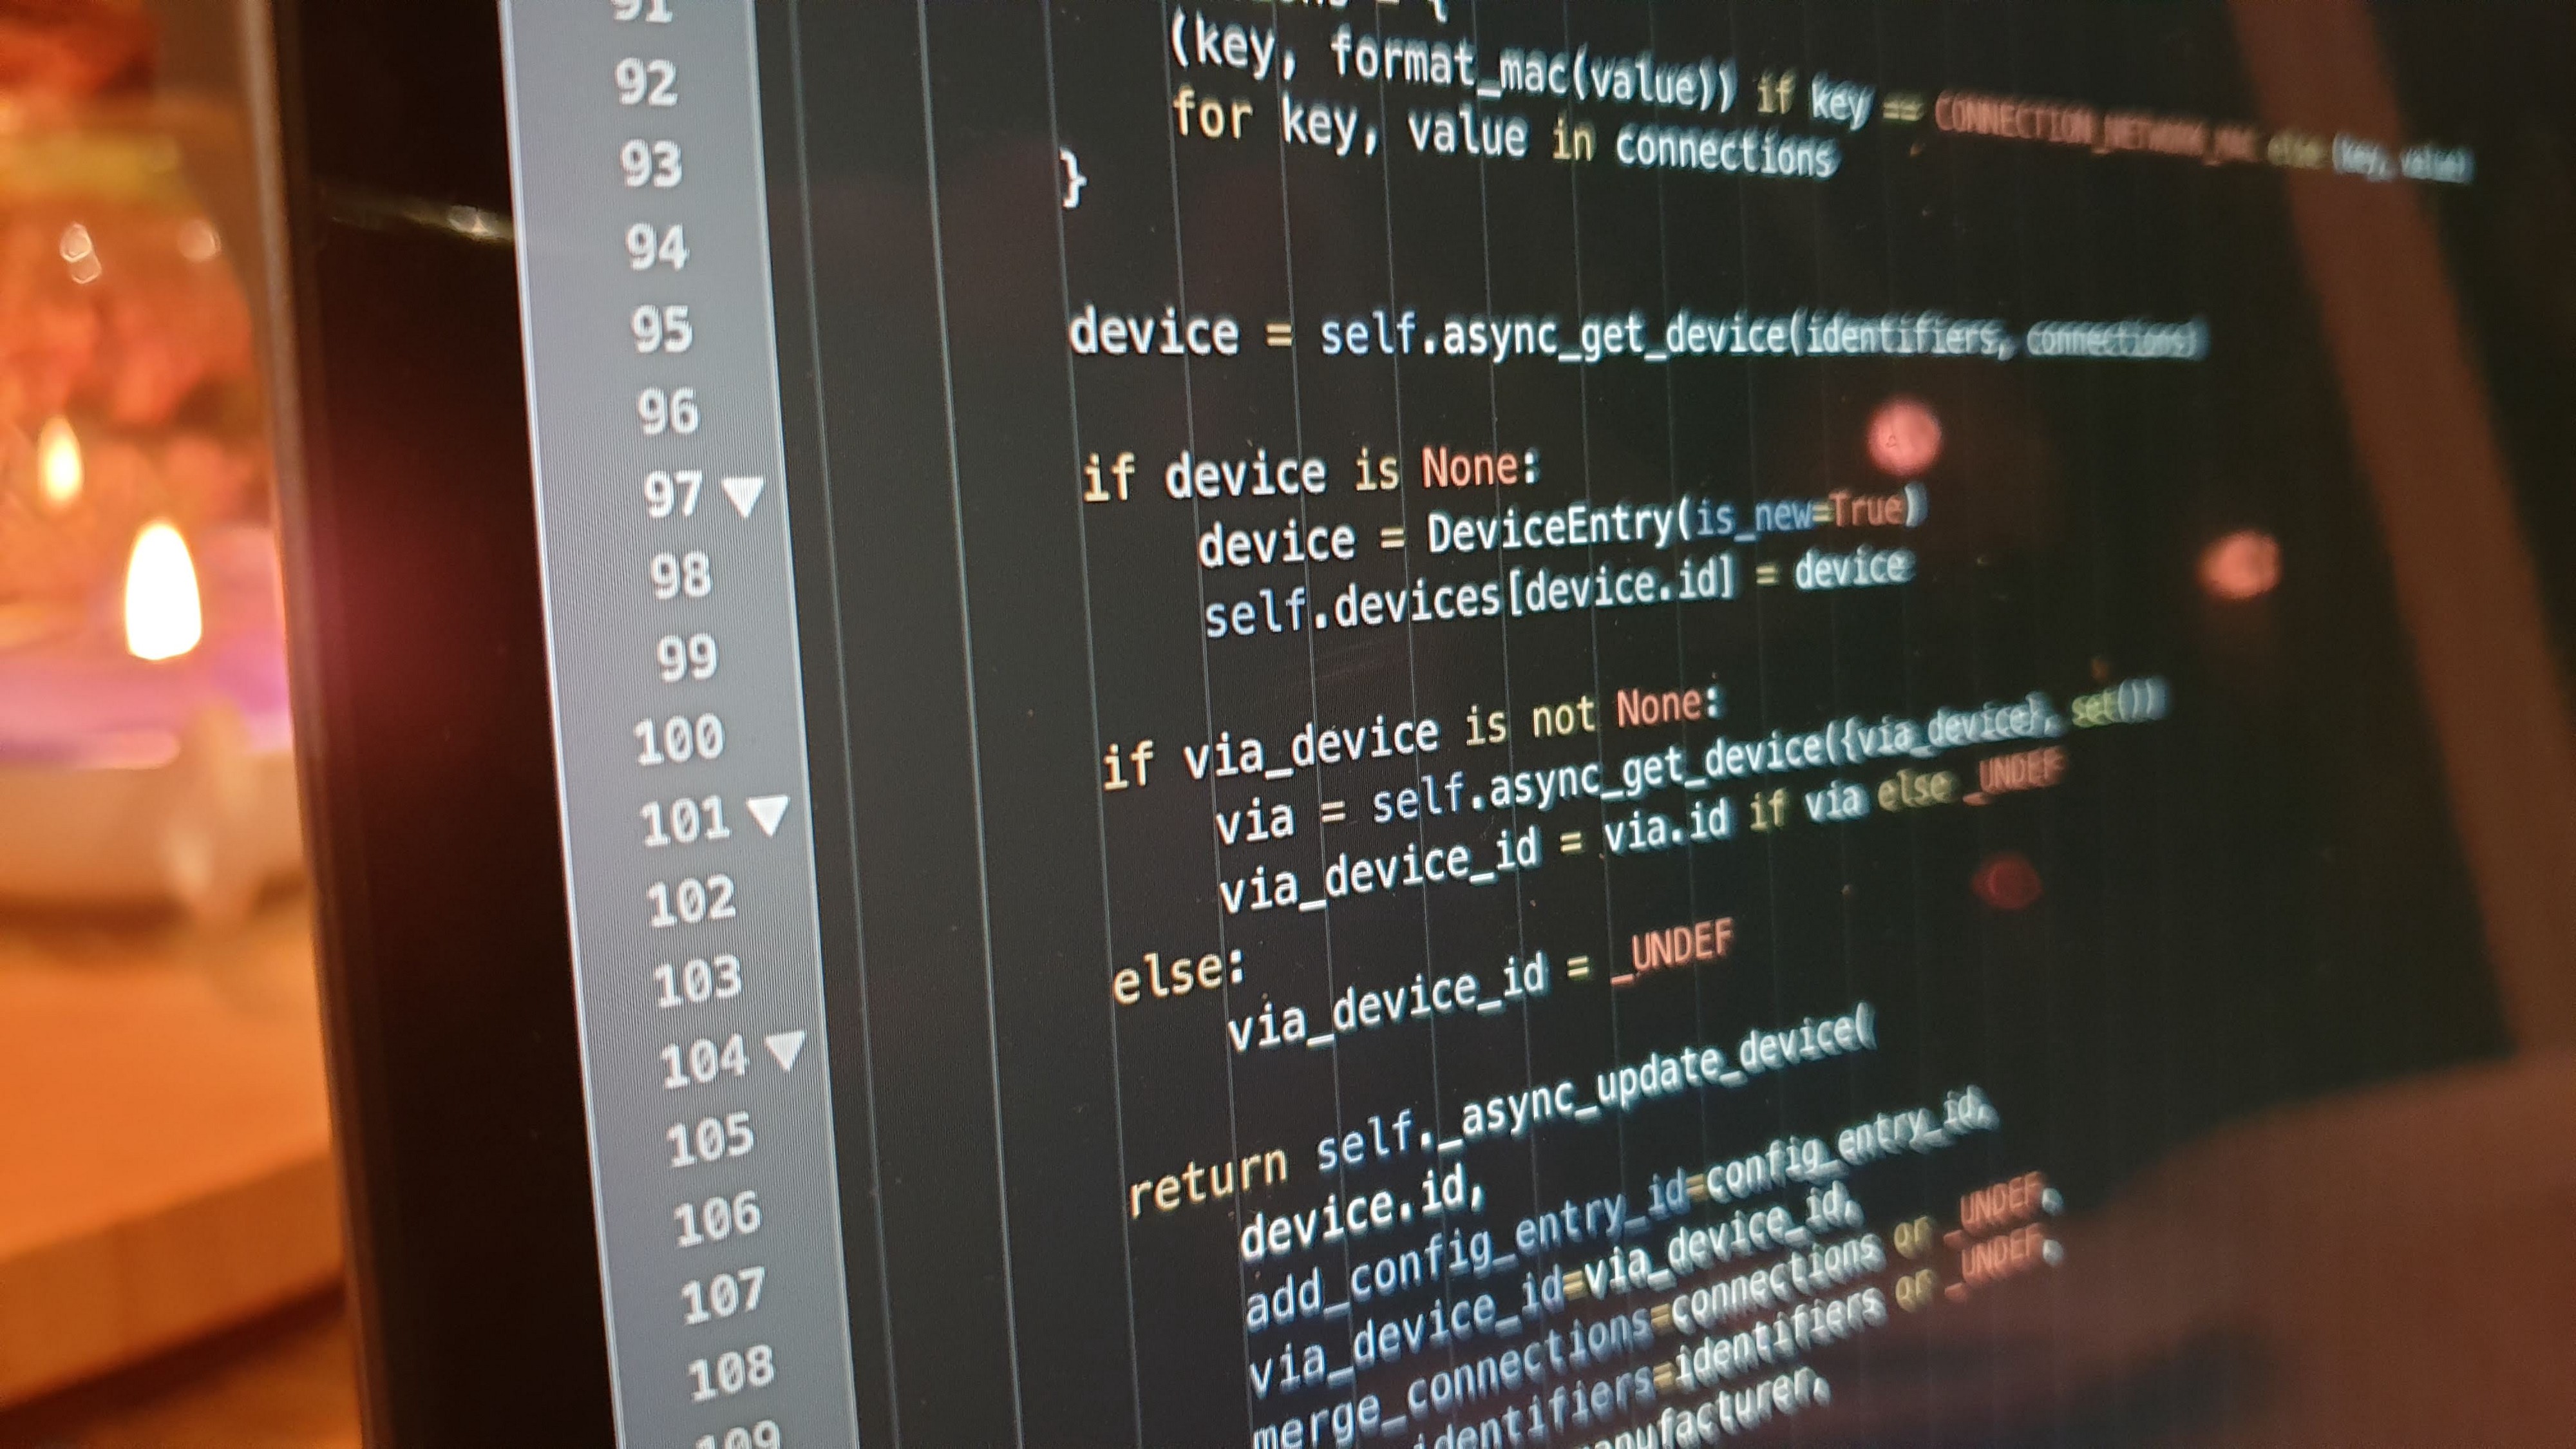 91
92
(key, format_mac(value)) if key == CONNECTION_NETWORK_MAC else (key, value)
93
for key, value in connections
}
94
95
device = self.async_get_device(identifiers, connections)
96
97
if device is None:
98
device = DeviceEntry(is_new=True)
99
self.devices[device.id] = device
100
101
if via_device is not None:
102
via = self.async_get_device({via_device}, set())
103
via_device_id = via.id if via else _UNDEF
104
else:
105
via_device_id = _UNDEF
106
107
return self._async_update_device(
108
device.id,
109
add_config_entry_id=config_entry_id,
via_device_id=via_device_id,
merge_connections=connections or _UNDEF,
identifiers=identifiers or _UNDEF,